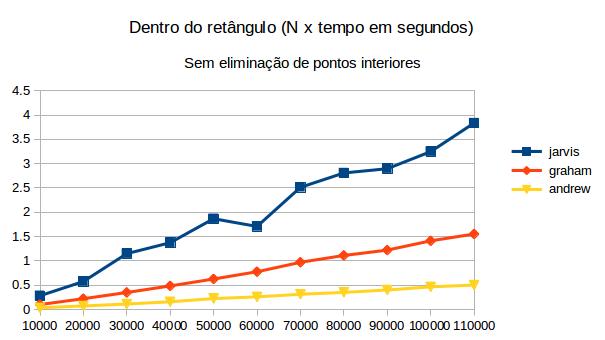 Dentro do retângulo (N x tempo em segundos)
Sem eliminação de pontos interiores
4.5
4
3.5
3
2.5
2
1.5
1
0.5
0
10000 20000 30000 40000 50000 60000 70000 80000 90000 100000 110000
jarvis
graham
andrew